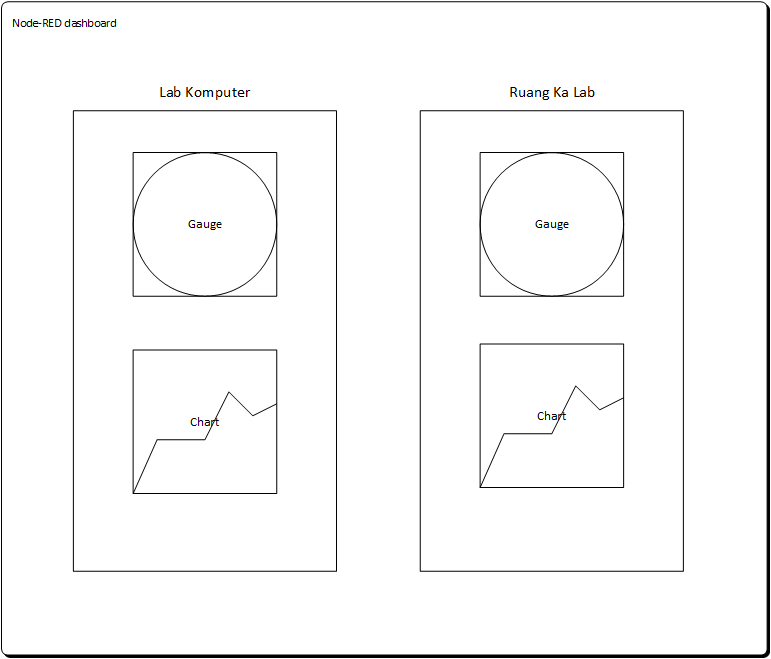 Node-RED dashboard
Lab Komputer
Ruang Ka Lab
Gauge
Gauge
Chart
Chart